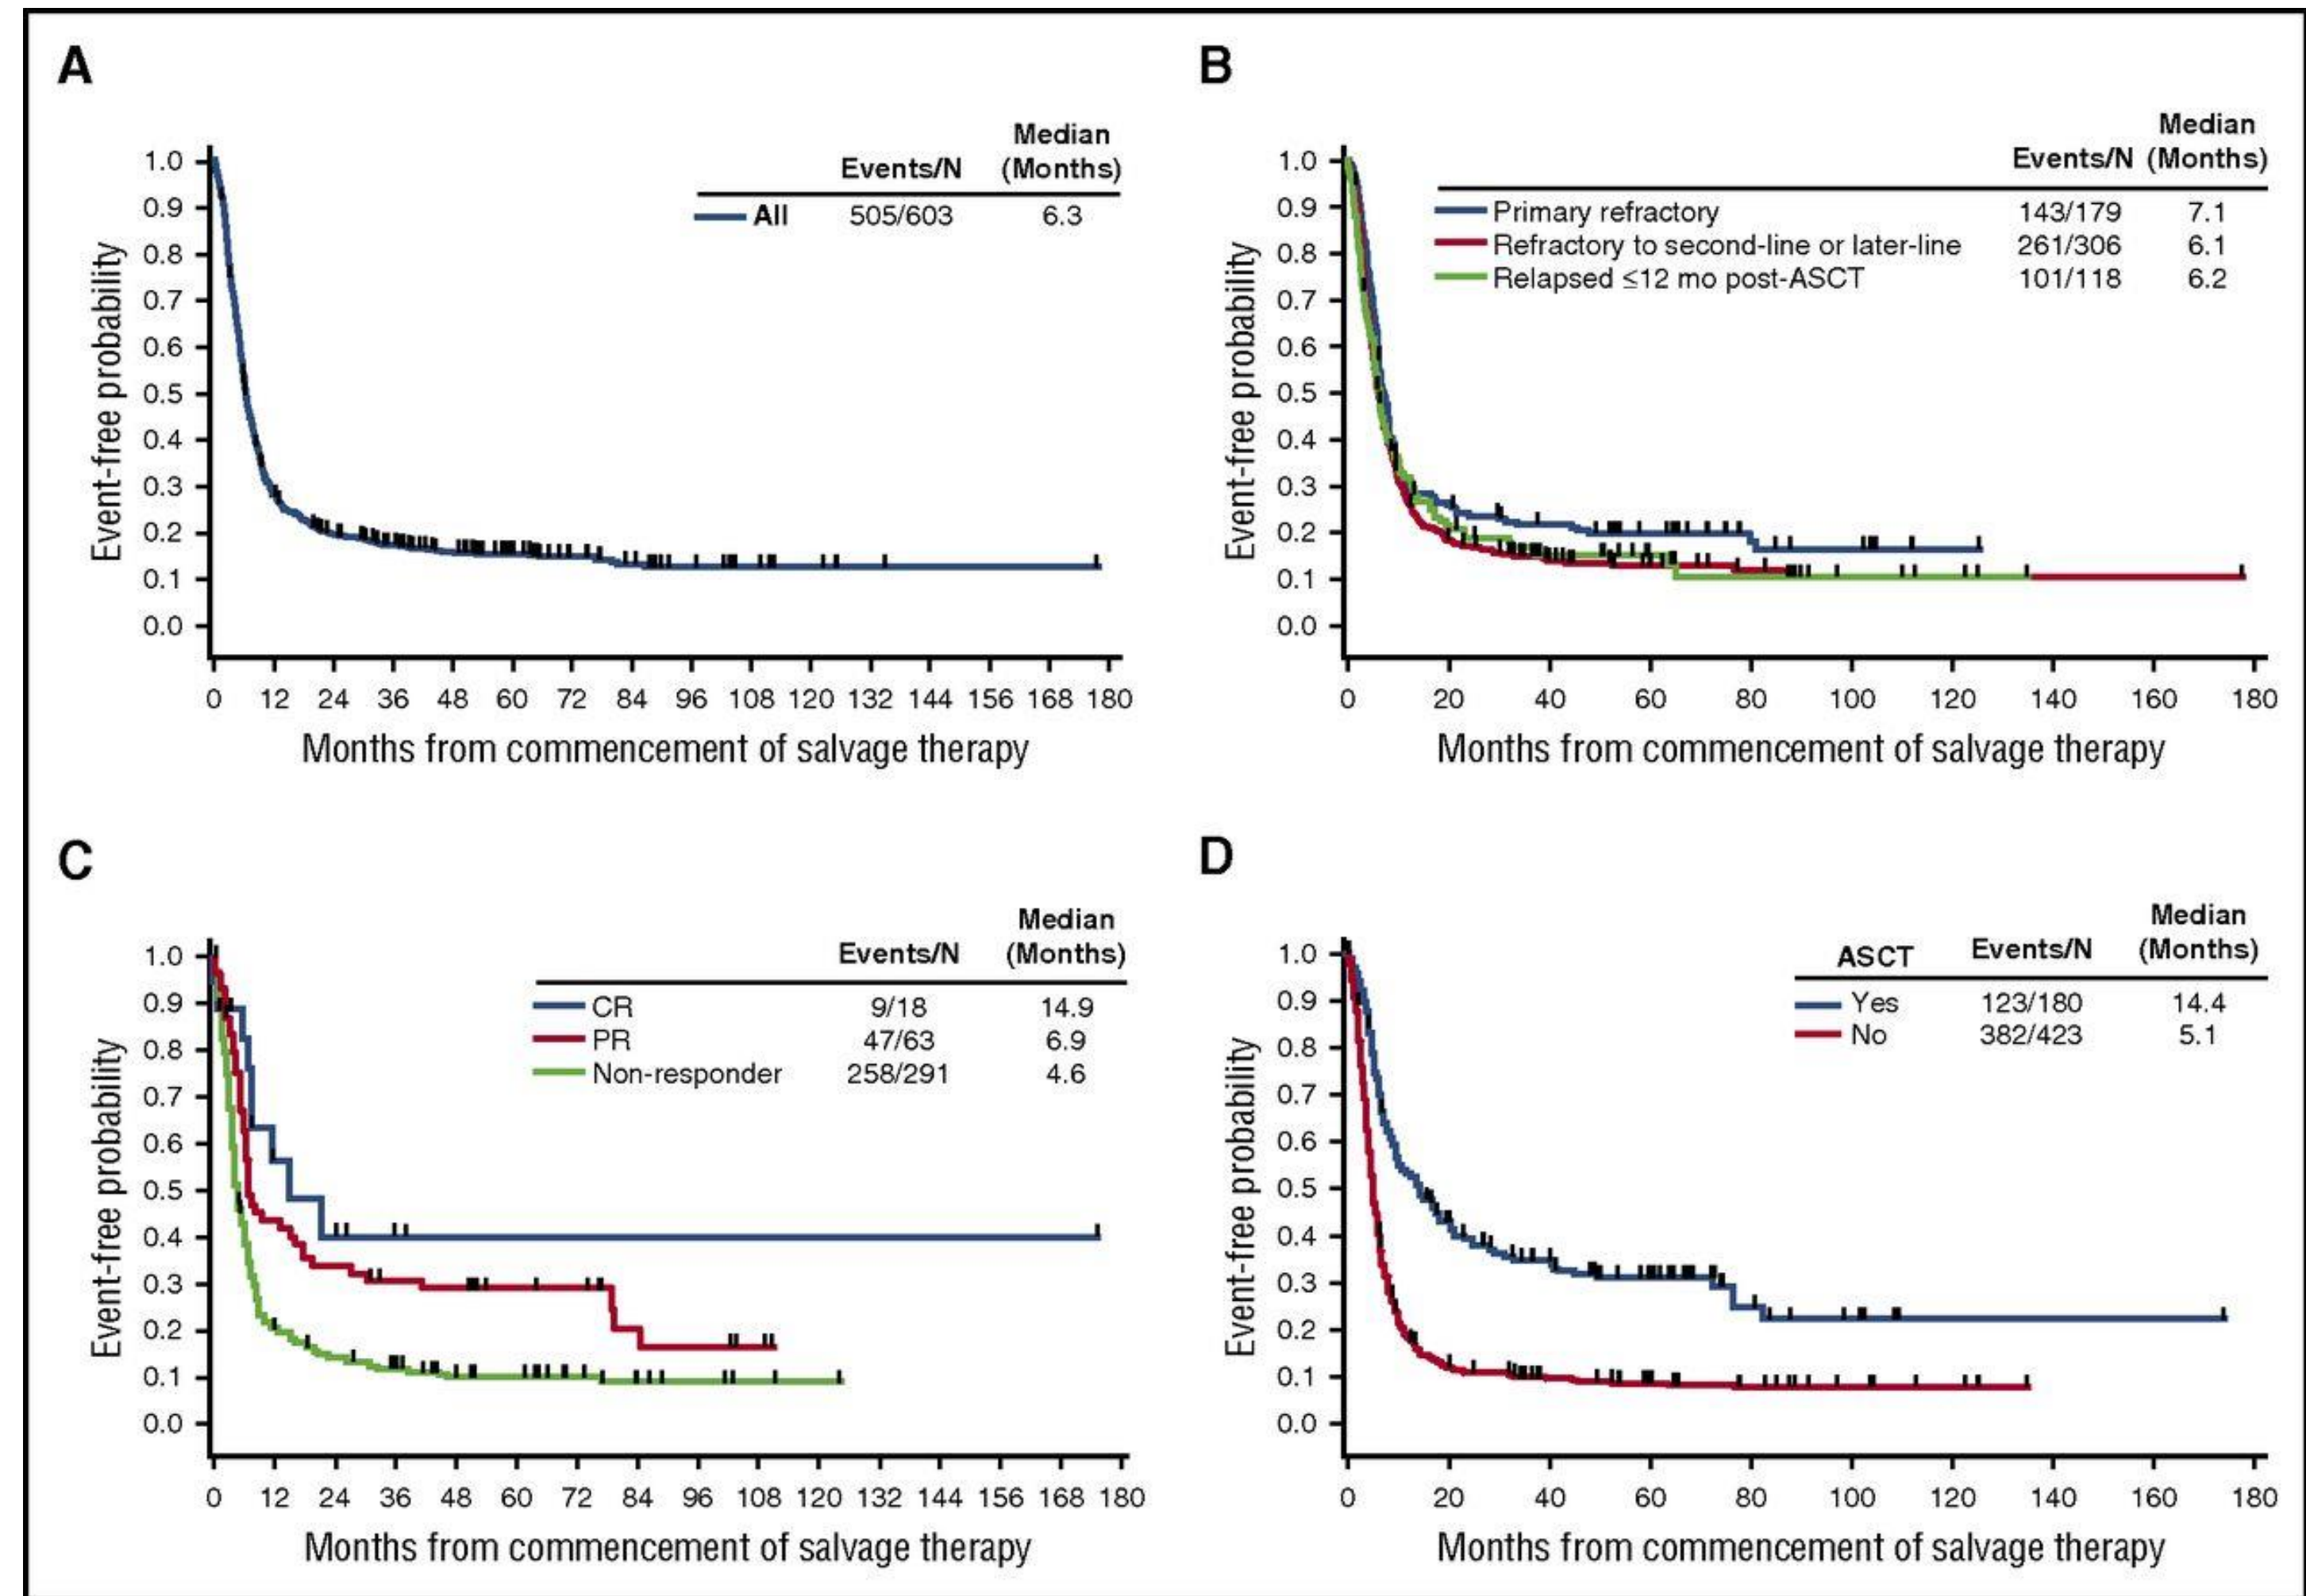 A
Median
Events/N (Months)
All 505/603 6.3
1.0
0.9
0.8
0.7
0.6
0.5
0.4
0.3
0.2
0.1
0.0
Event-free probability
0 12 24 36 48 60 72 84 96 108 120 132 144 156 168 180
Months from commencement of salvage therapy
B
Median
Events/N (Months)
Primary refractory 143/179 7.1
Refractory to second-line or later-line 261/306 6.1
Relapsed ≤12 mo post-ASCT 101/118 6.2
1.0
0.9
0.8
0.7
0.6
0.5
0.4
0.3
0.2
0.1
0.0
Event-free probability
0 20 40 60 80 100 120 140 160 180
Months from commencement of salvage therapy
C
Median
Events/N (Months)
CR 9/18 14.9
PR 47/63 6.9
Non-responder 258/291 4.6
1.0
0.9
0.8
0.7
0.6
0.5
0.4
0.3
0.2
0.1
0.0
Event-free probability
0 12 24 36 48 60 72 84 96 108 120 132 144 156 168 180
Months from commencement of salvage therapy
D
Median
ASCT Events/N (Months)
Yes 123/180 14.4
No 382/423 5.1
1.0
0.9
0.8
0.7
0.6
0.5
0.4
0.3
0.2
0.1
0.0
Event-free probability
0 20 40 60 80 100 120 140 160 180
Months from commencement of salvage therapy